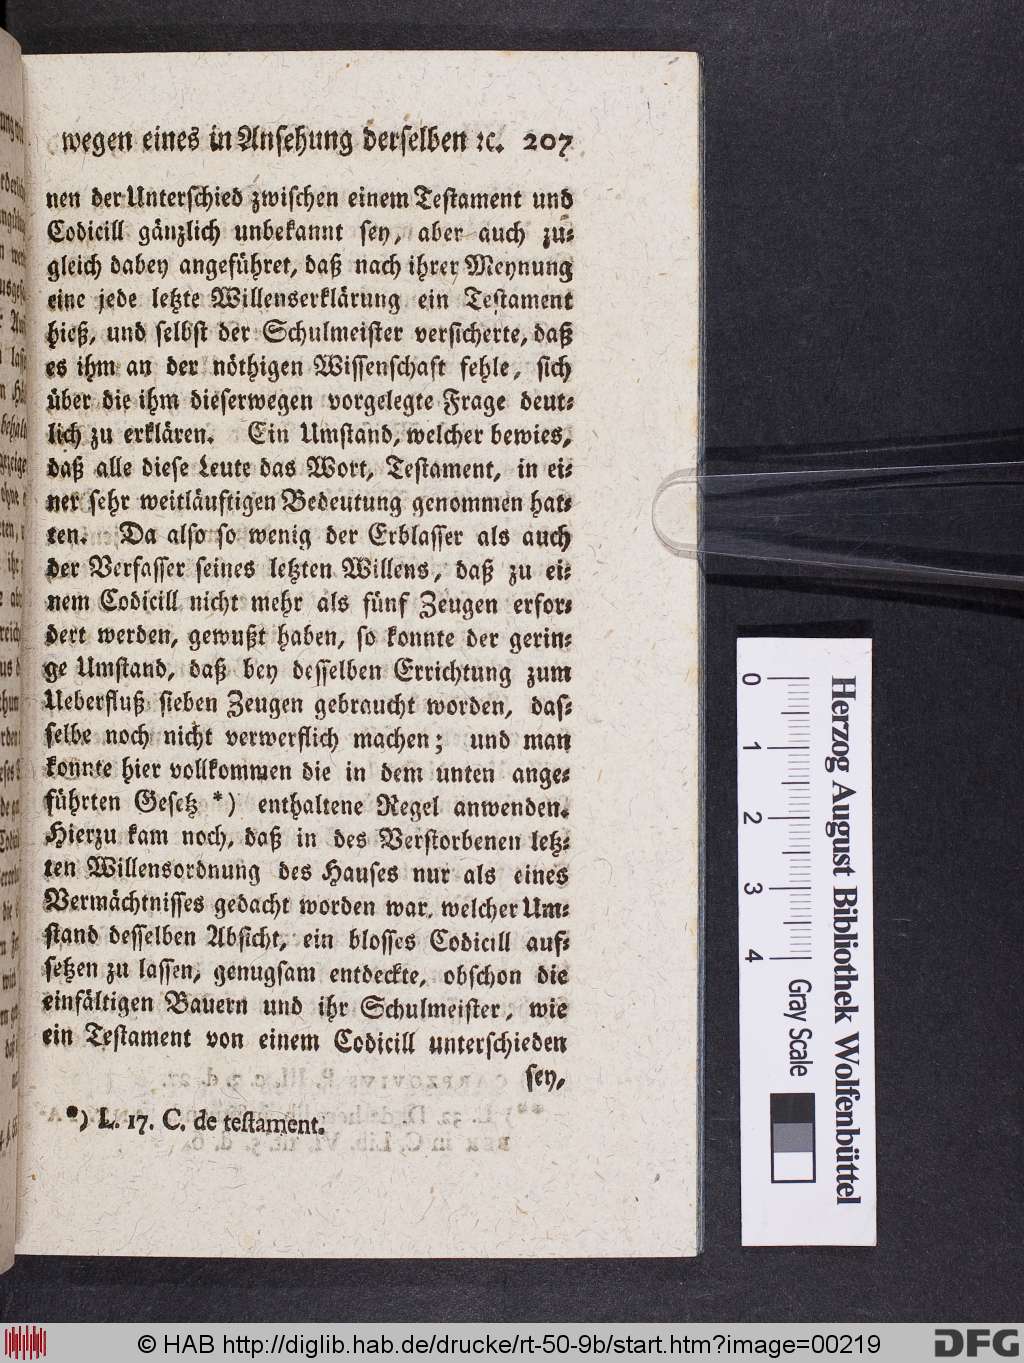 wegen eines in Ansehung derselben ꝛc. 207
nen der Unterschied zwischen einem Testament und
Codicill gänzlich unbekannt sey, aber auch zu⸗
gleich dabey angeführet, daß nach ihrer Meynung
eine jede letzte Willenserklärung ein Testament
hieß, und selbst der Schulmeister versicherte, daß
es ihm an der nöthigen Wissenschaft fehle, sich
über die ihm dieserwegen vorgelegte Frage deut⸗
lich zu erklären. Ein Umstand, welcher bewies,
daß alle diese Leute das Wort, Testament, in ei⸗
ner sehr weitläuftigen Bedeutung genommen hat⸗
ten. Da also so wenig der Erblasser als auch
der Verfasser seines letzten Willens, daß zu ei⸗
nem Codicill nicht mehr als fünf Zeugen erfor⸗
dert werden, gewußt haben, so konnte der gerin⸗
ge Umstand, daß bey desselben Errichtung zum
Ueberfluß sieben Zeugen gebraucht worden, das⸗
selbe noch nicht verwerflich machen; und man
konnte hier vollkommen die in dem unten ange⸗
führten Gesetz *) enthaltene Regel anwenden.
Hierzu kam noch, daß in des Verstorbenen letz⸗
ten Willensordnung des Hauses nur als eines
Vermächtnisses gedacht worden war, welcher Um⸗
stand desselben Absicht, ein blosses Codicill auf⸗
setzen zu lassen, genugsam entdeckte, obschon die
einfältigen Bauern und ihr Schulmeister, wie
ein Testament von einem Codicill unterschieden
sey,
*) L. 17. C. de testament.
Herzog August Bibliothek Wolfenbüttel
0 1 2 3 4
Gray Scale
© HAB http://diglib.hab.de/drucke/rt-50-9b/start.htm?image=00219
DFG